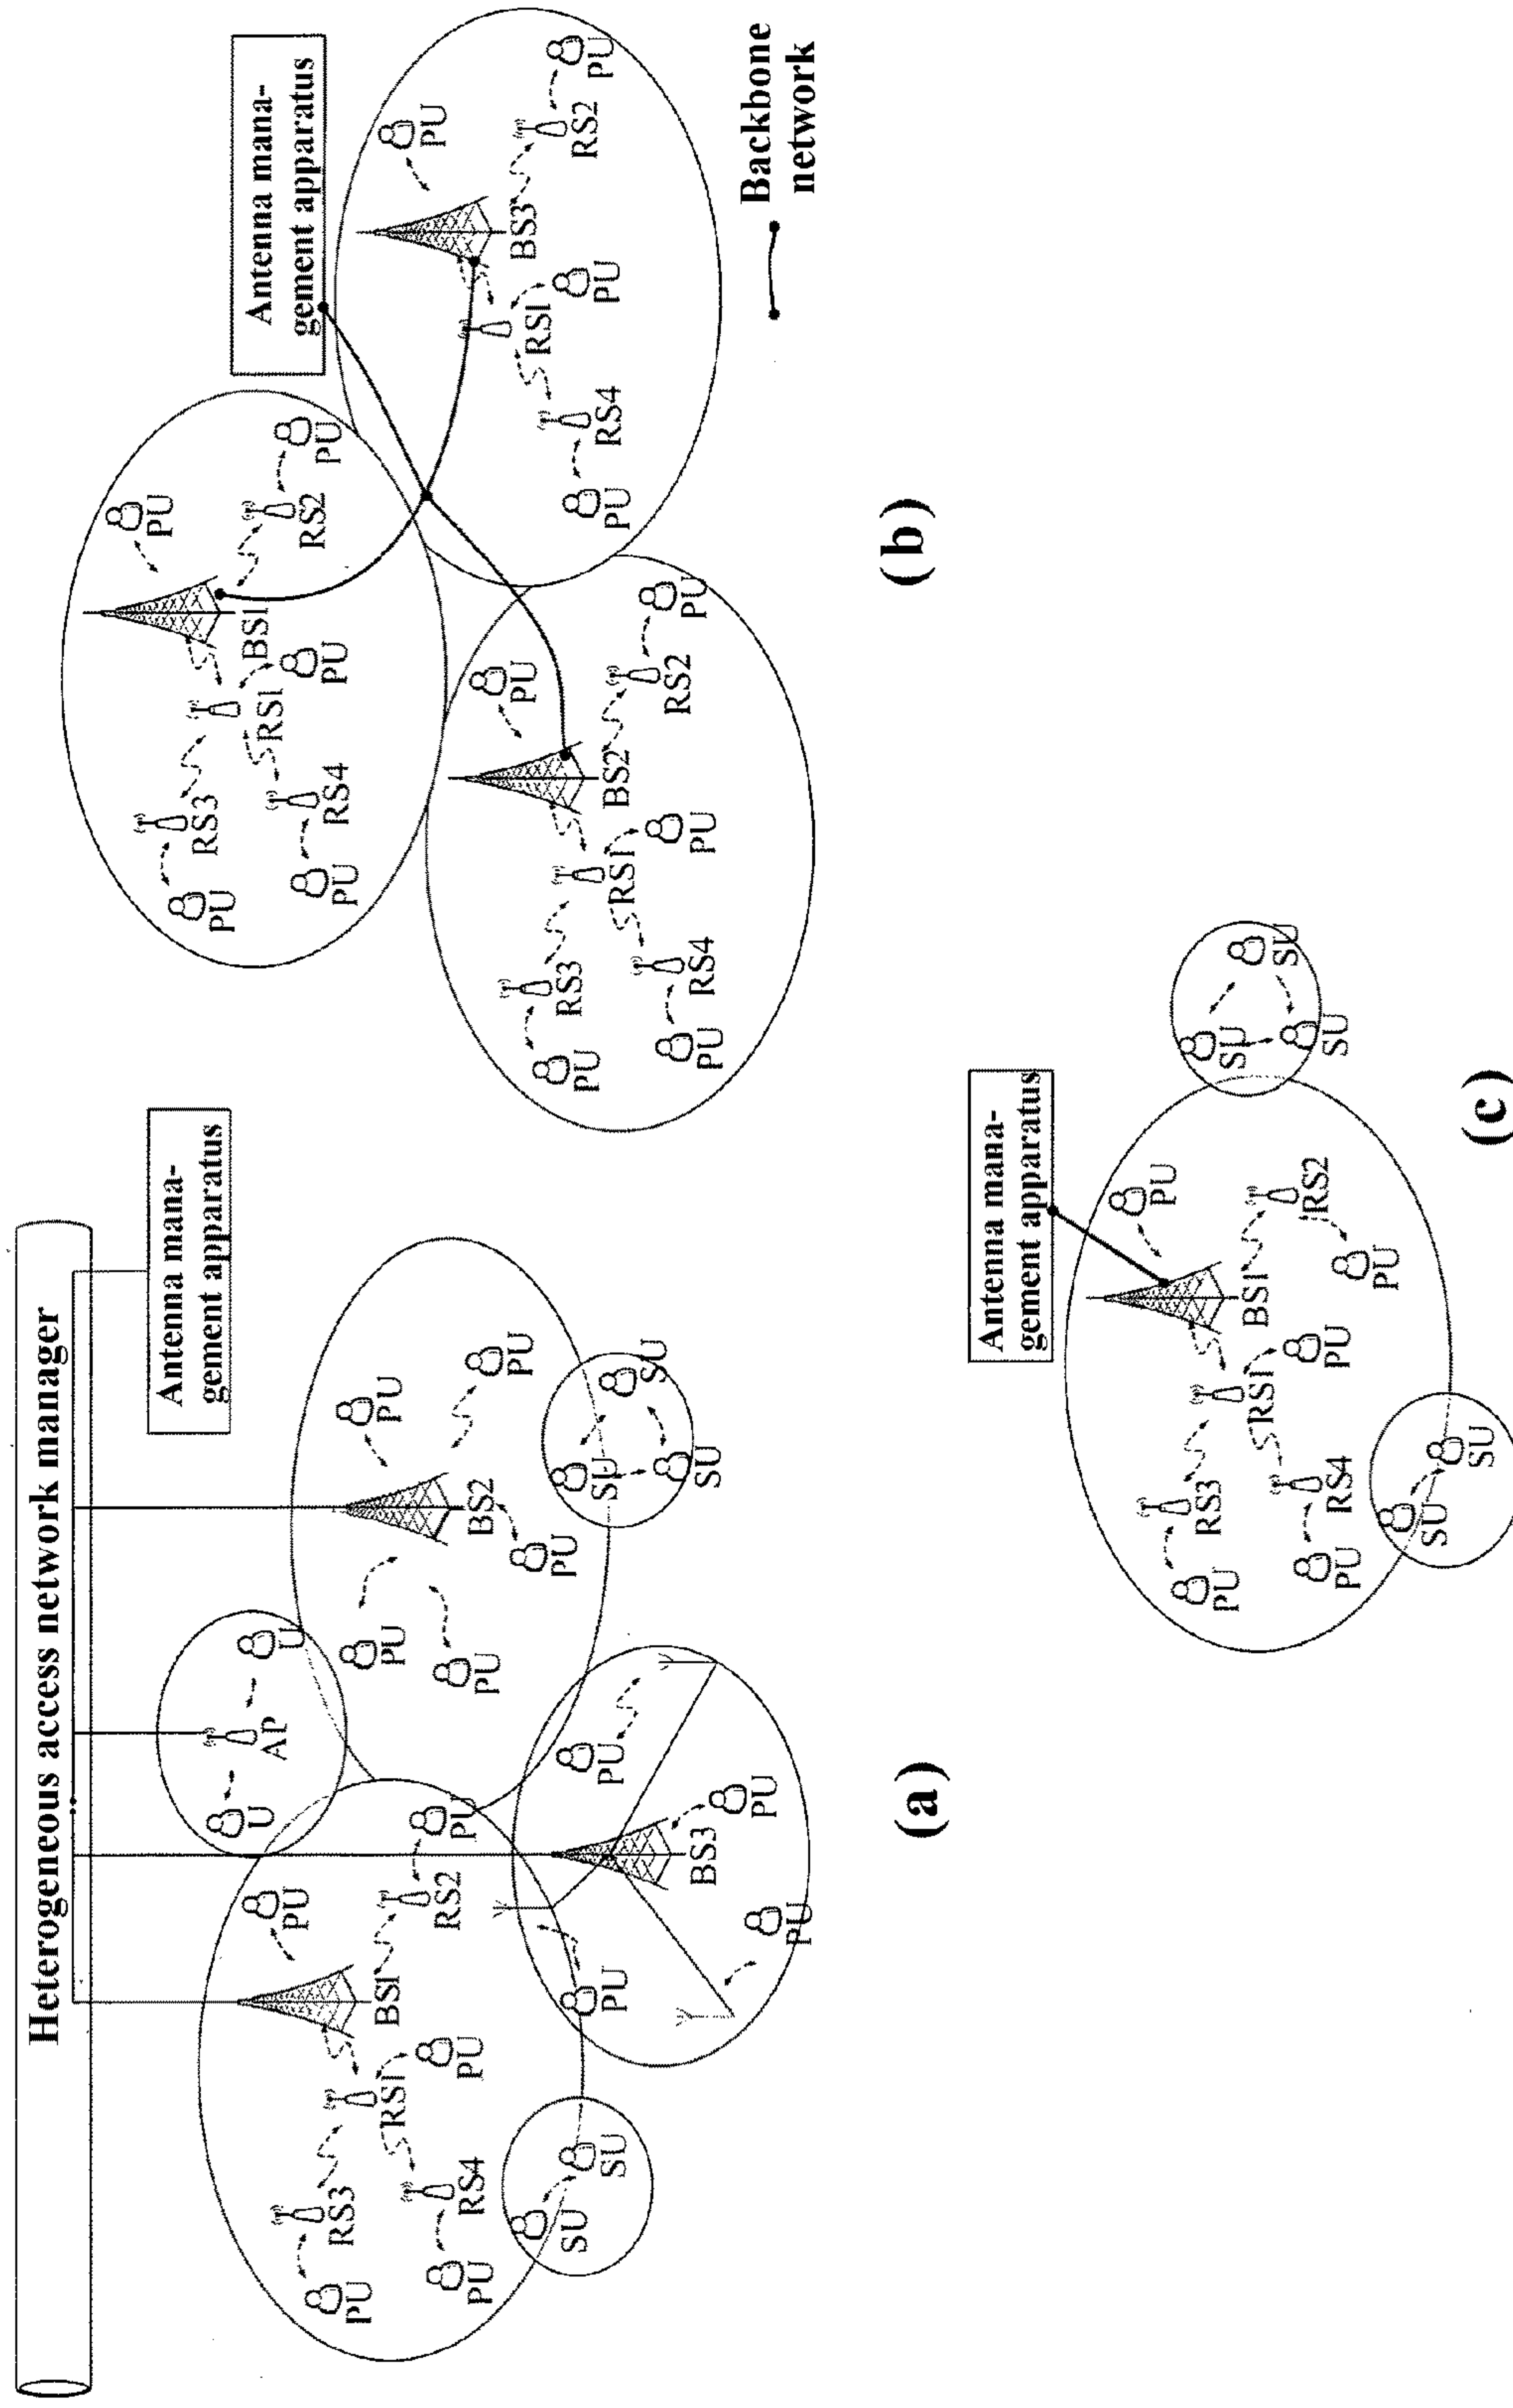 Heterogeneous access network manager
Antenna mana-
gement apparatus
U
U
AP
PU
RS3
PU
BS1
RS1
RS2
PU
PU
RS4
PU
SU
SU
PU
PU
BS2
PU
PU
PU
SU
SU
SU
PU
PU
BS3
PU
PU
(a)
Antenna mana-
gement apparatus
PU
RS3
PU
BS1
RS1
RS2
PU
PU
RS4
PU
PU
RS3
PU
BS2
RS1
RS2
PU
PU
RS4
PU
PU
BS3
RS1
RS2
PU
PU
RS4
PU
Backbone
network
(b)
Antenna mana-
gement apparatus
PU
RS3
PU
BS1
RS1
RS2
PU
PU
RS4
PU
SU
SU
SU
SU
SU
(c)